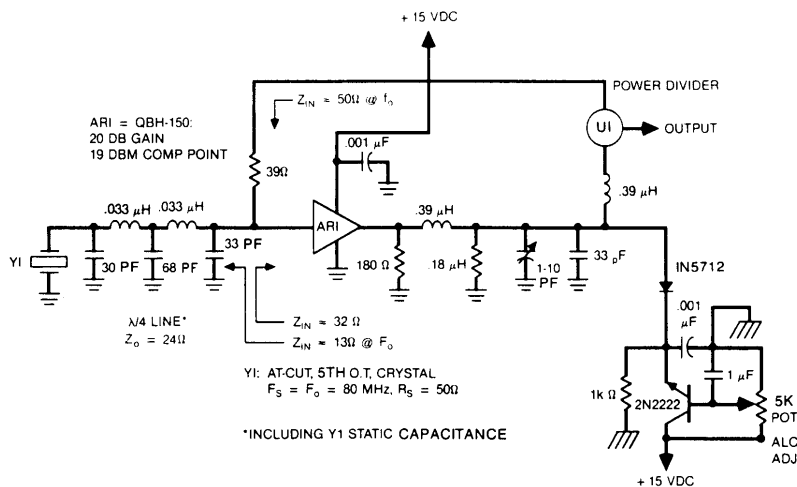 + 15 VDC
POWER DIVIDER
Z_IN = 50Ω @ f_o
UI
OUTPUT
ARI = QBH-150:
20 DB GAIN
19 DBM COMP POINT
.001 μF
39Ω
.39 μH
.033 μH
.033 μH
.39 μH
ARI
33 PF
YI
30 PF
68 PF
180 Ω
.18 μH
1-10
PF
33 pF
IN5712
λ/4 LINE*
Z_o = 24Ω
Z_IN = 32 Ω
Z_IN = 13Ω @ F_o
.001
μF
1 μF
YI: AT-CUT, 5TH O.T, CRYSTAL
F_S = F_o = 80 MHz, R_S = 50Ω
1k Ω
2N2222
5K
POT
*INCLUDING Y1 STATIC CAPACITANCE
ALC
ADJ
+ 15 VDC